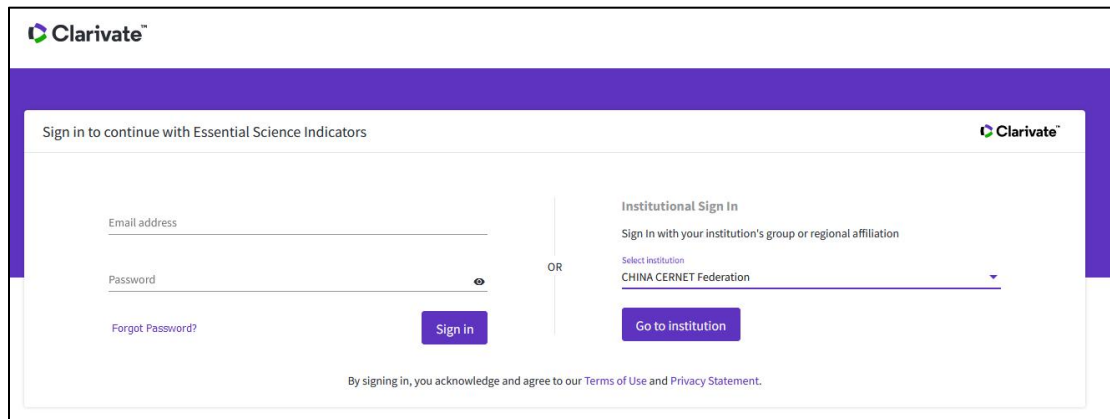 Clarivate™
Sign in to continue with Essential Science Indicators
Clarivate™
Email address
Password
Forgot Password?
Sign in
OR
Institutional Sign In
Sign In with your institution's group or regional affiliation
Select institution
CHINA CERNET Federation
Go to institution
By signing in, you acknowledge and agree to our Terms of Use and Privacy Statement.